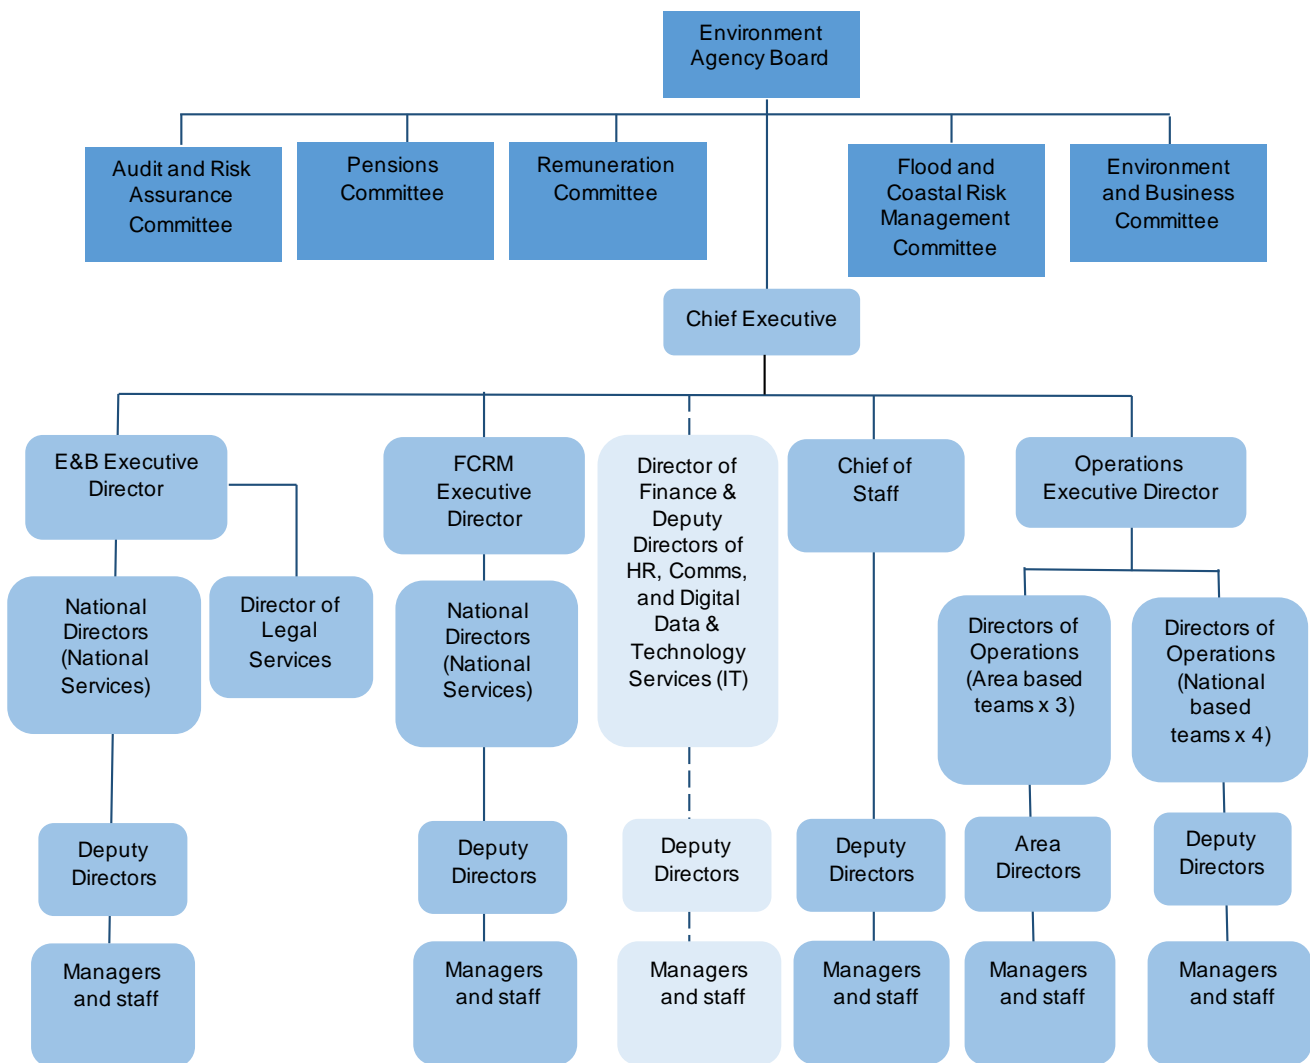 Environment
Agency Board
Audit and Risk
Assurance
Committee
Pensions
Committee
Remuneration
Committee
Flood and
Coastal Risk
Management
Committee
Environment
and Business
Committee
Chief Executive
E&B Executive
Director
FCRM
Executive
Director
Director of
Finance &
Deputy
Directors of
HR, Comms,
and Digital
Data &
Technology
Services (IT)
Chief of
Staff
Operations
Executive Director
National
Directors
(National
Services)
Director of
Legal
Services
National
Directors
(National
Services)
Directors of
Operations
(Area based
teams x 3)
Directors of
Operations
(National
based
teams x 4)
Deputy
Directors
Deputy
Directors
Deputy
Directors
Deputy
Directors
Area
Directors
Deputy
Directors
Managers
and staff
Managers
and staff
Managers
and staff
Managers
and staff
Managers
and staff
Managers
and staff